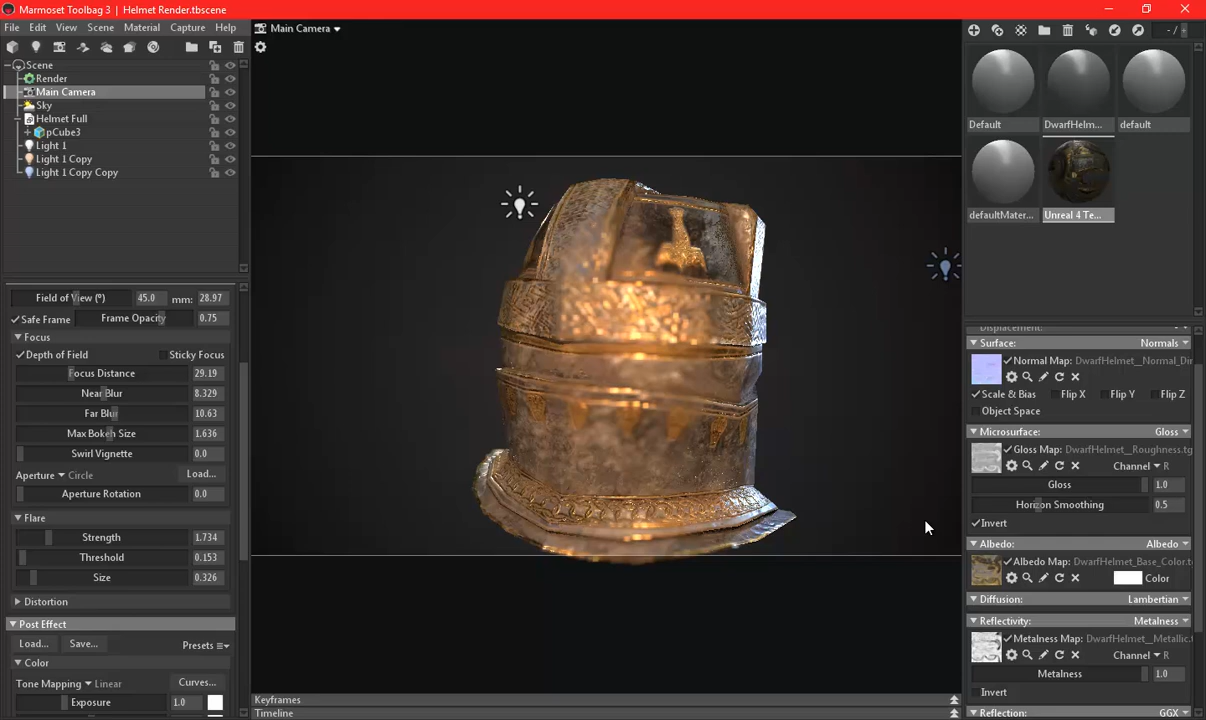 Marmoset Toolbag 3 | Helmet Render.tbscene
File Edit View Scene Material Capture Help
Main Camera
- /
Scene
Render
Main Camera
Sky
Helmet Full
pCube3
Light 1
Light 1 Copy
Light 1 Copy Copy
Default DwarfHelm... default
defaultMater... Unreal 4 Te...
Field of View (°) 45.0 mm: 28.97
Safe Frame Frame Opacity 0.75
Focus
Depth of Field Sticky Focus
Focus Distance 29.19
Near Blur 8.329
Far Blur 10.63
Max Bokeh Size 1.636
Swirl Vignette 0.0
Aperture Circle Load...
Aperture Rotation 0.0
Flare
Strength 1.734
Threshold 0.153
Size 0.326
Distortion
Post Effect
Load... Save... Presets
Color
Tone Mapping Linear Curves...
Exposure 1.0
Keyframes
Timeline
Displacement:
Surface: Normals
Normal Map: DwarfHelmet__Normal_Dir
Scale & Bias Flip X Flip Y Flip Z
Object Space
Microsurface: Gloss
Gloss Map: DwarfHelmet__Roughness.tg
Channel R
Gloss 1.0
Horizon Smoothing 0.5
Invert
Albedo: Albedo
Albedo Map: DwarfHelmet_Base_Color.t
Color
Diffusion: Lambertian
Reflectivity: Metalness
Metalness Map: DwarfHelmet__Metallic.t
Channel R
Metalness 1.0
Invert
Reflection: GGX